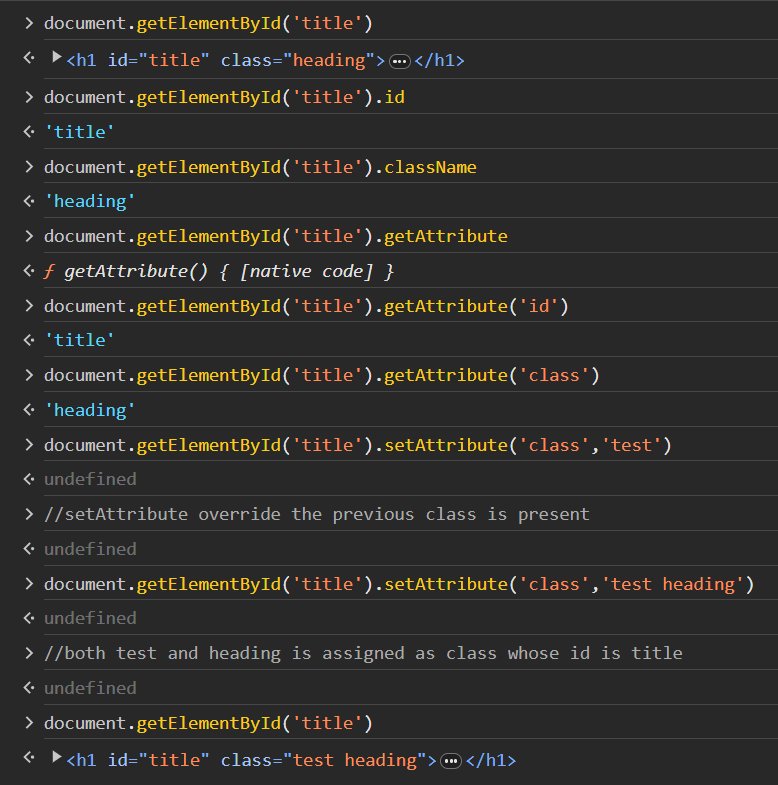 > document.getElementById('title')
<h1 id="title" class="heading">…</h1>
> document.getElementById('title').id
'title'
> document.getElementById('title').className
'heading'
> document.getElementById('title').getAttribute
ƒ getAttribute() { [native code] }
> document.getElementById('title').getAttribute('id')
'title'
> document.getElementById('title').getAttribute('class')
'heading'
> document.getElementById('title').setAttribute('class','test')
undefined
> //setAttribute override the previous class is present
undefined
> document.getElementById('title').setAttribute('class','test heading')
undefined
> //both test and heading is assigned as class whose id is title
undefined
> document.getElementById('title')
<h1 id="title" class="test heading">…</h1>